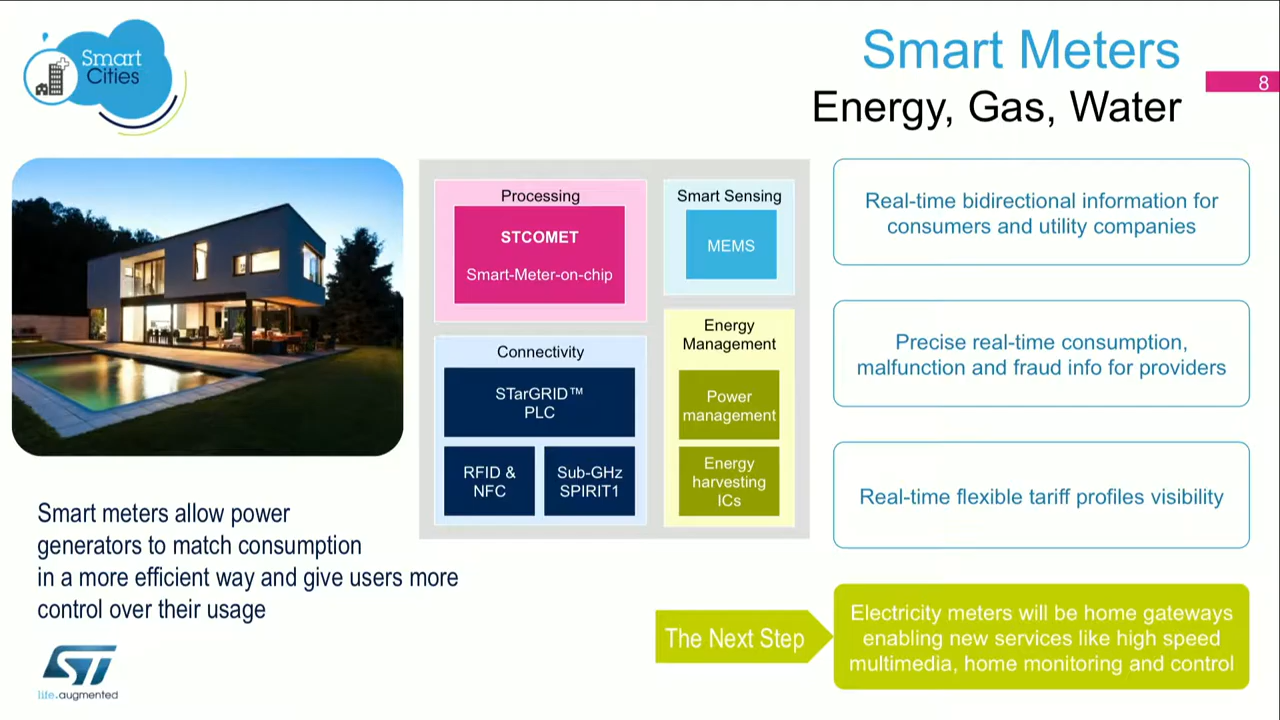 Smart
Cities
Smart Meters
Energy, Gas, Water
8
Processing
STCOMET
Smart-Meter-on-chip
Smart Sensing
MEMS
Connectivity
STarGRID™
PLC
RFID &
NFC
Sub-GHz
SPIRIT1
Energy
Management
Power
management
Energy
harvesting
ICs
Real-time bidirectional information for
consumers and utility companies
Precise real-time consumption,
malfunction and fraud info for providers
Real-time flexible tariff profiles visibility
Smart meters allow power
generators to match consumption
in a more efficient way and give users more
control over their usage
The Next Step
Electricity meters will be home gateways
enabling new services like high speed
multimedia, home monitoring and control
ST
life.augmented